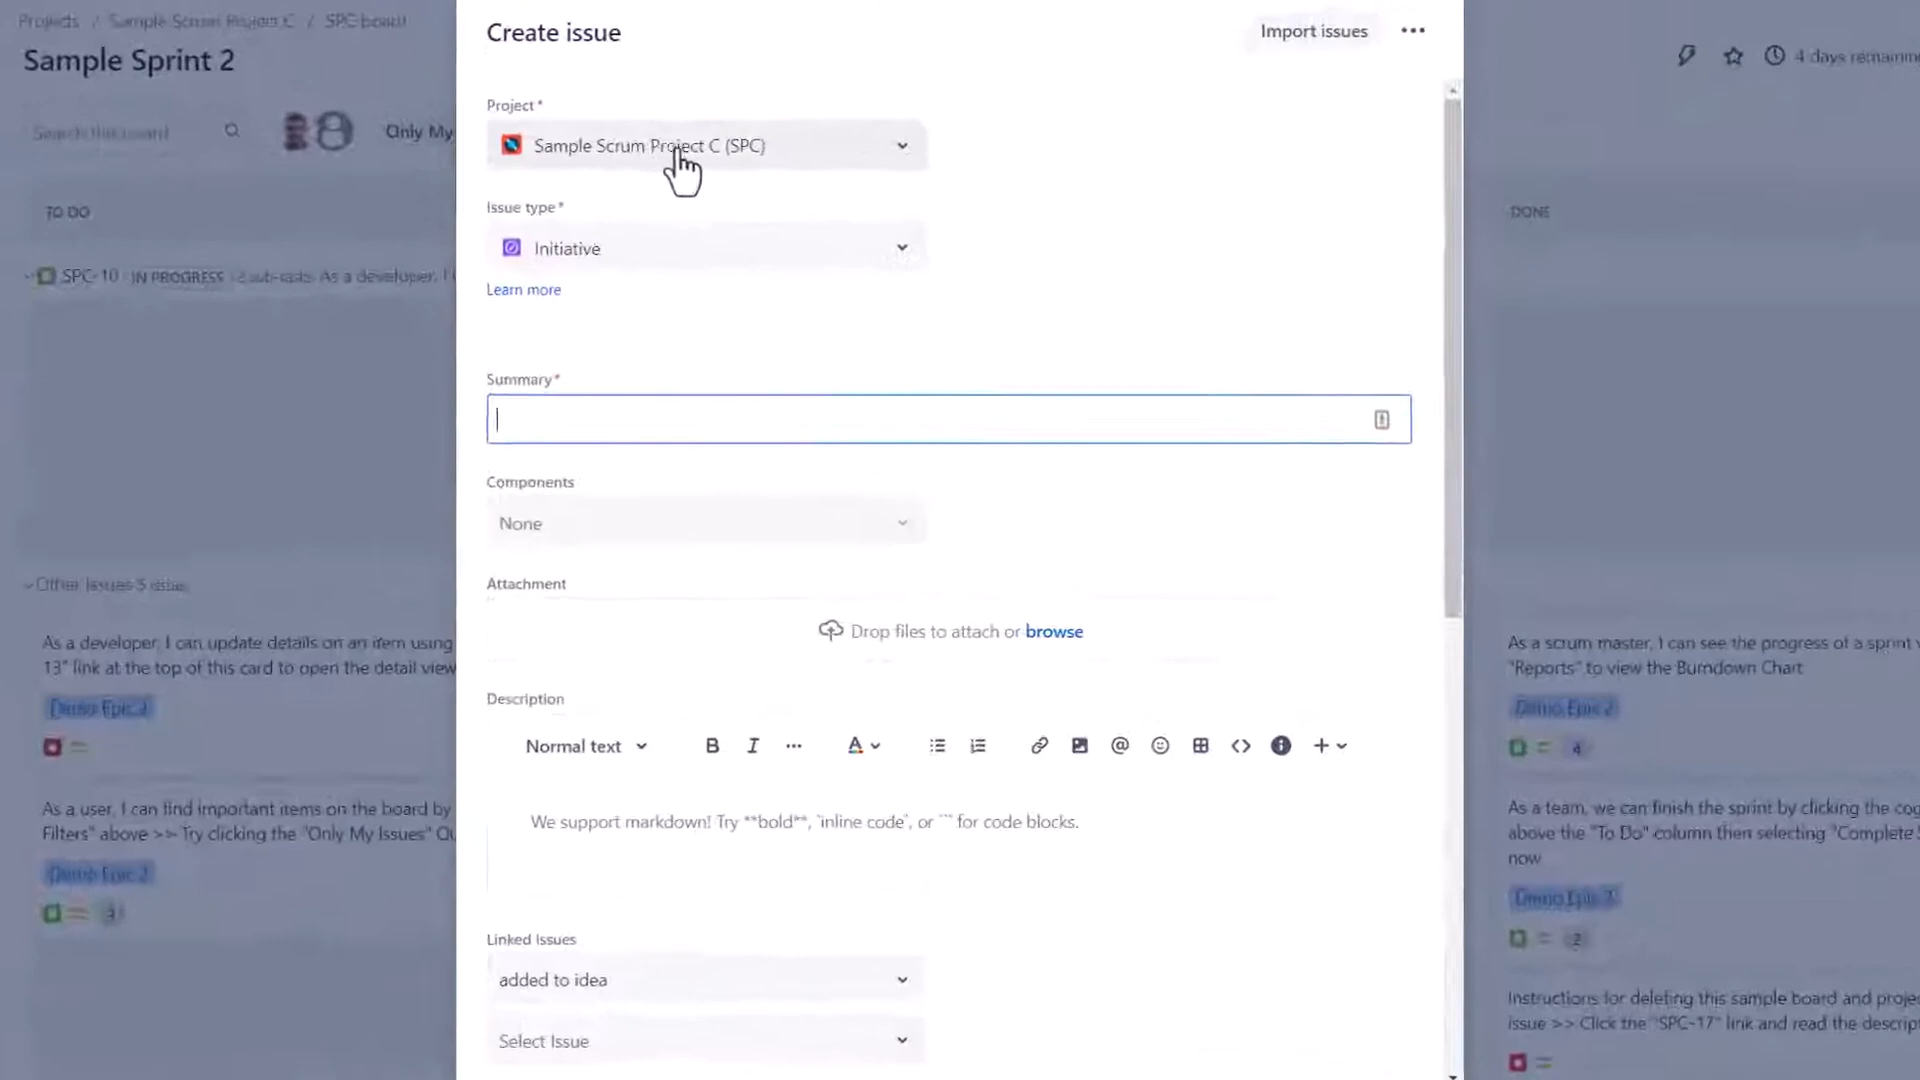 Projects / Sample Scrum Project C / SPC board
Sample Sprint 2
Search this board
Only My
4 days remaining
TO DO
SPC-10 IN PROGRESS 2 sub-tasks As a developer, I
Other Issues 5 issue
As a developer, I can update details on an item using
13" link at the top of this card to open the detail view
Demo Epic 2
As a user, I can find important items on the board by
Filters" above >> Try clicking the "Only My Issues" Qu
Demo Epic 2
3
Create issue
Import issues
Project *
Sample Scrum Project C (SPC)
Issue type *
Initiative
Learn more
Summary *
Components
None
Attachment
Drop files to attach or browse
Description
Normal text
B I ... A
We support markdown! Try **bold**, `inline code`, or ``` for code blocks.
Linked Issues
added to idea
Select Issue
DONE
As a scrum master, I can see the progress of a sprint
"Reports" to view the Burndown Chart
Demo Epic 2
4
As a team, we can finish the sprint by clicking the cog
above the "To Do" column then selecting "Complete
now
Demo Epic 2
2
Instructions for deleting this sample board and proje
issue >> Click the "SPC-17" link and read the descrip